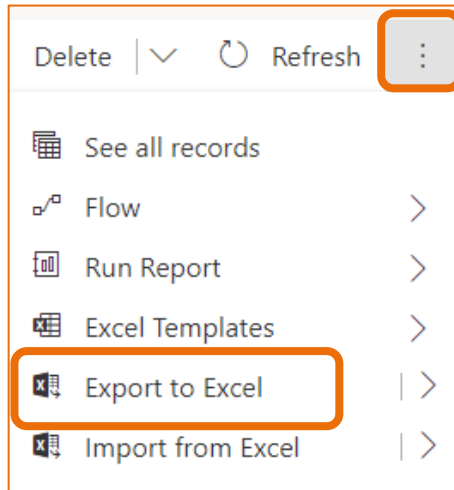 Delete Refresh
See all records
Flow
Run Report
Excel Templates
Export to Excel
Import from Excel